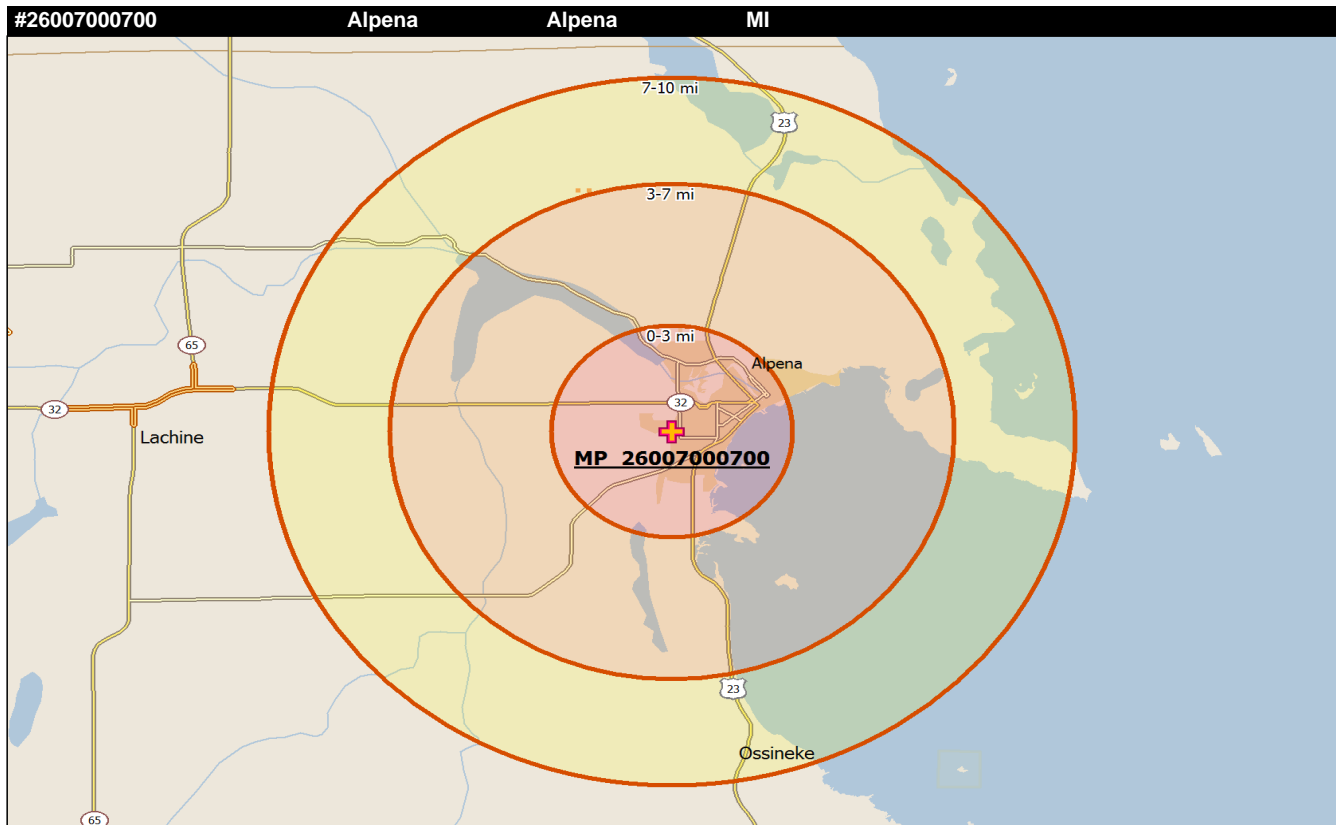 #26007000700 Alpena Alpena MI
7-10 mi
23
3-7 mi
0-3 mi
65
Alpena
32
32
Lachine
MP 26007000700
23
Ossineke
65